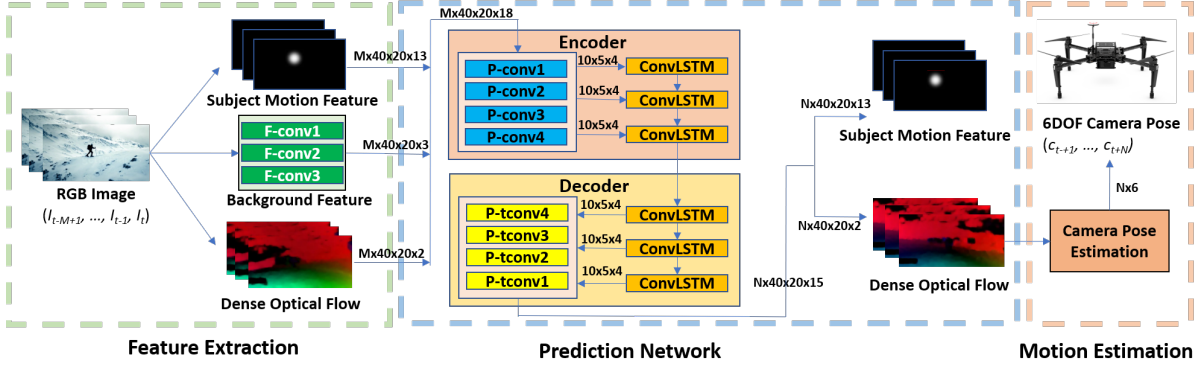 Mx40x20x18
Mx40x20x13
Subject Motion Feature
F-conv1
F-conv2
F-conv3
Mx40x20x3
Background Feature
RGB Image
(I_{t-M+1}, ..., I_{t-1}, I_t)
Mx40x20x2
Dense Optical Flow
Feature Extraction
Encoder
P-conv1
P-conv2
P-conv3
P-conv4
10x5x4
10x5x4
10x5x4
ConvLSTM
ConvLSTM
ConvLSTM
Decoder
P-tconv4
P-tconv3
P-tconv2
P-tconv1
10x5x4
10x5x4
10x5x4
ConvLSTM
ConvLSTM
ConvLSTM
Nx40x20x15
Nx40x20x13
Subject Motion Feature
Nx40x20x2
Dense Optical Flow
Prediction Network
6DOF Camera Pose
(c_{t-+1}, ..., c_{t+N})
Nx6
Camera Pose
Estimation
Motion Estimation